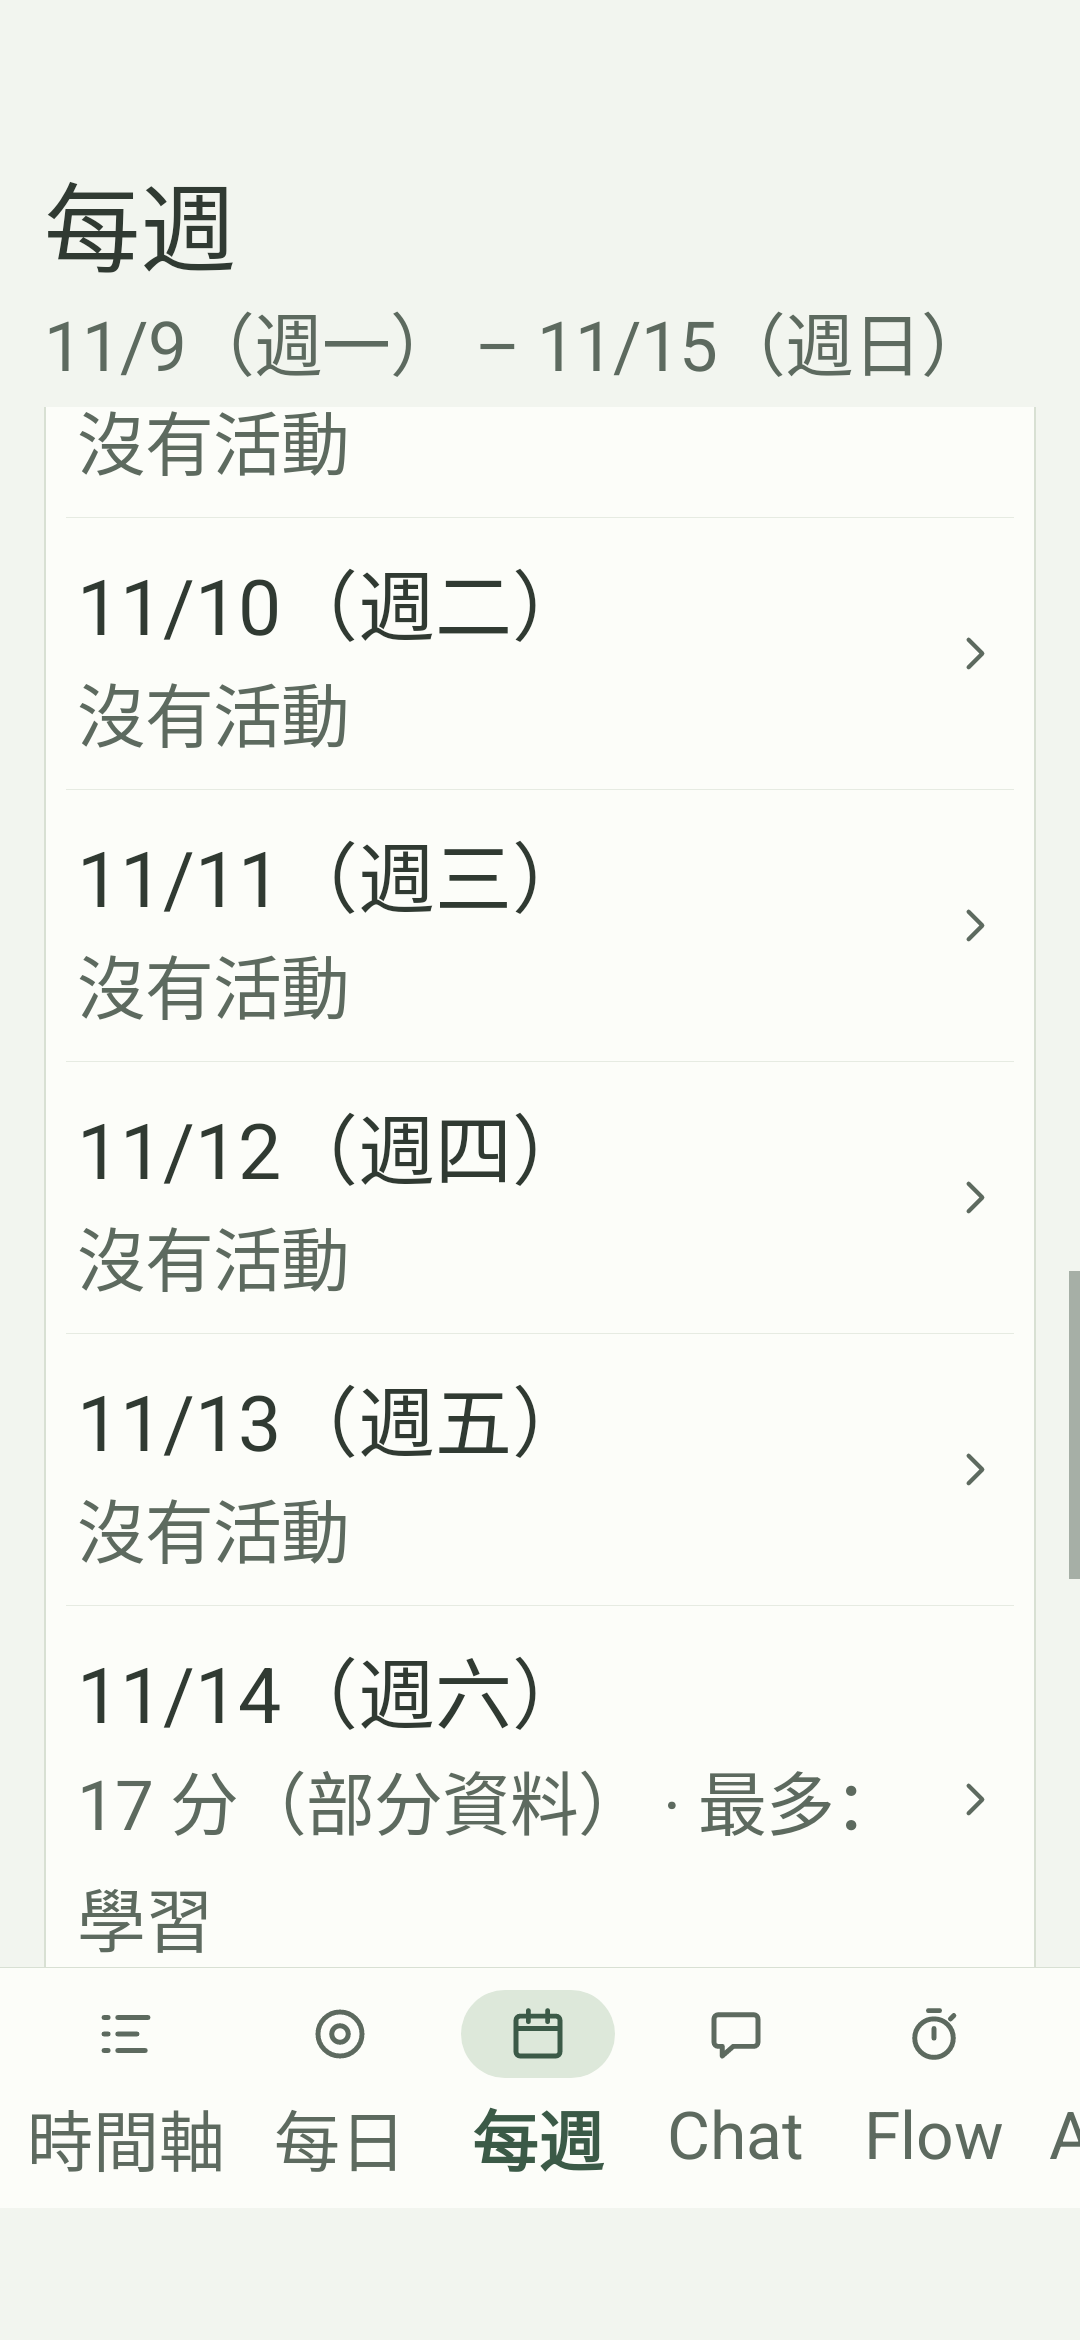 每週
11/9（週一） – 11/15（週日）
沒有活動
11/10（週二）
沒有活動
11/11（週三）
沒有活動
11/12（週四）
沒有活動
11/13（週五）
沒有活動
11/14（週六）
17 分（部分資料） · 最多：
學習
時間軸 每日 每週 Chat Flow